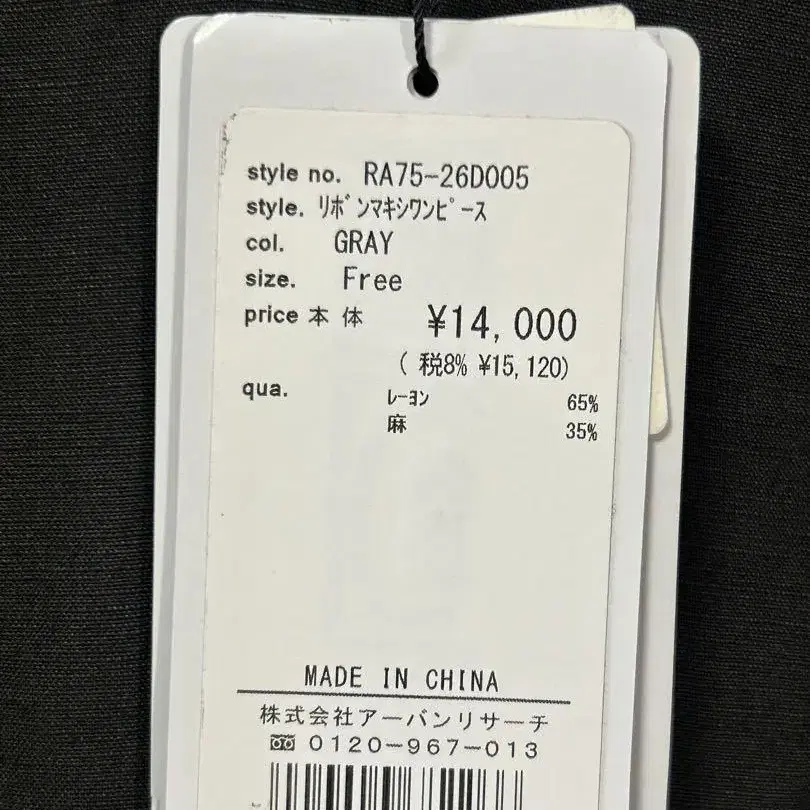 style no. RA75-26D005
style. ﾘﾎﾞﾝﾏｷｼﾜﾝﾋﾟｰｽ
col. GRAY
size. Free
price 本 体 ¥14,000
( 税8% ¥15,120)
qua.
ﾚｰﾖﾝ 65%
麻 35%
MADE IN CHINA
株式会社アーバンリサーチ
0120-967-013